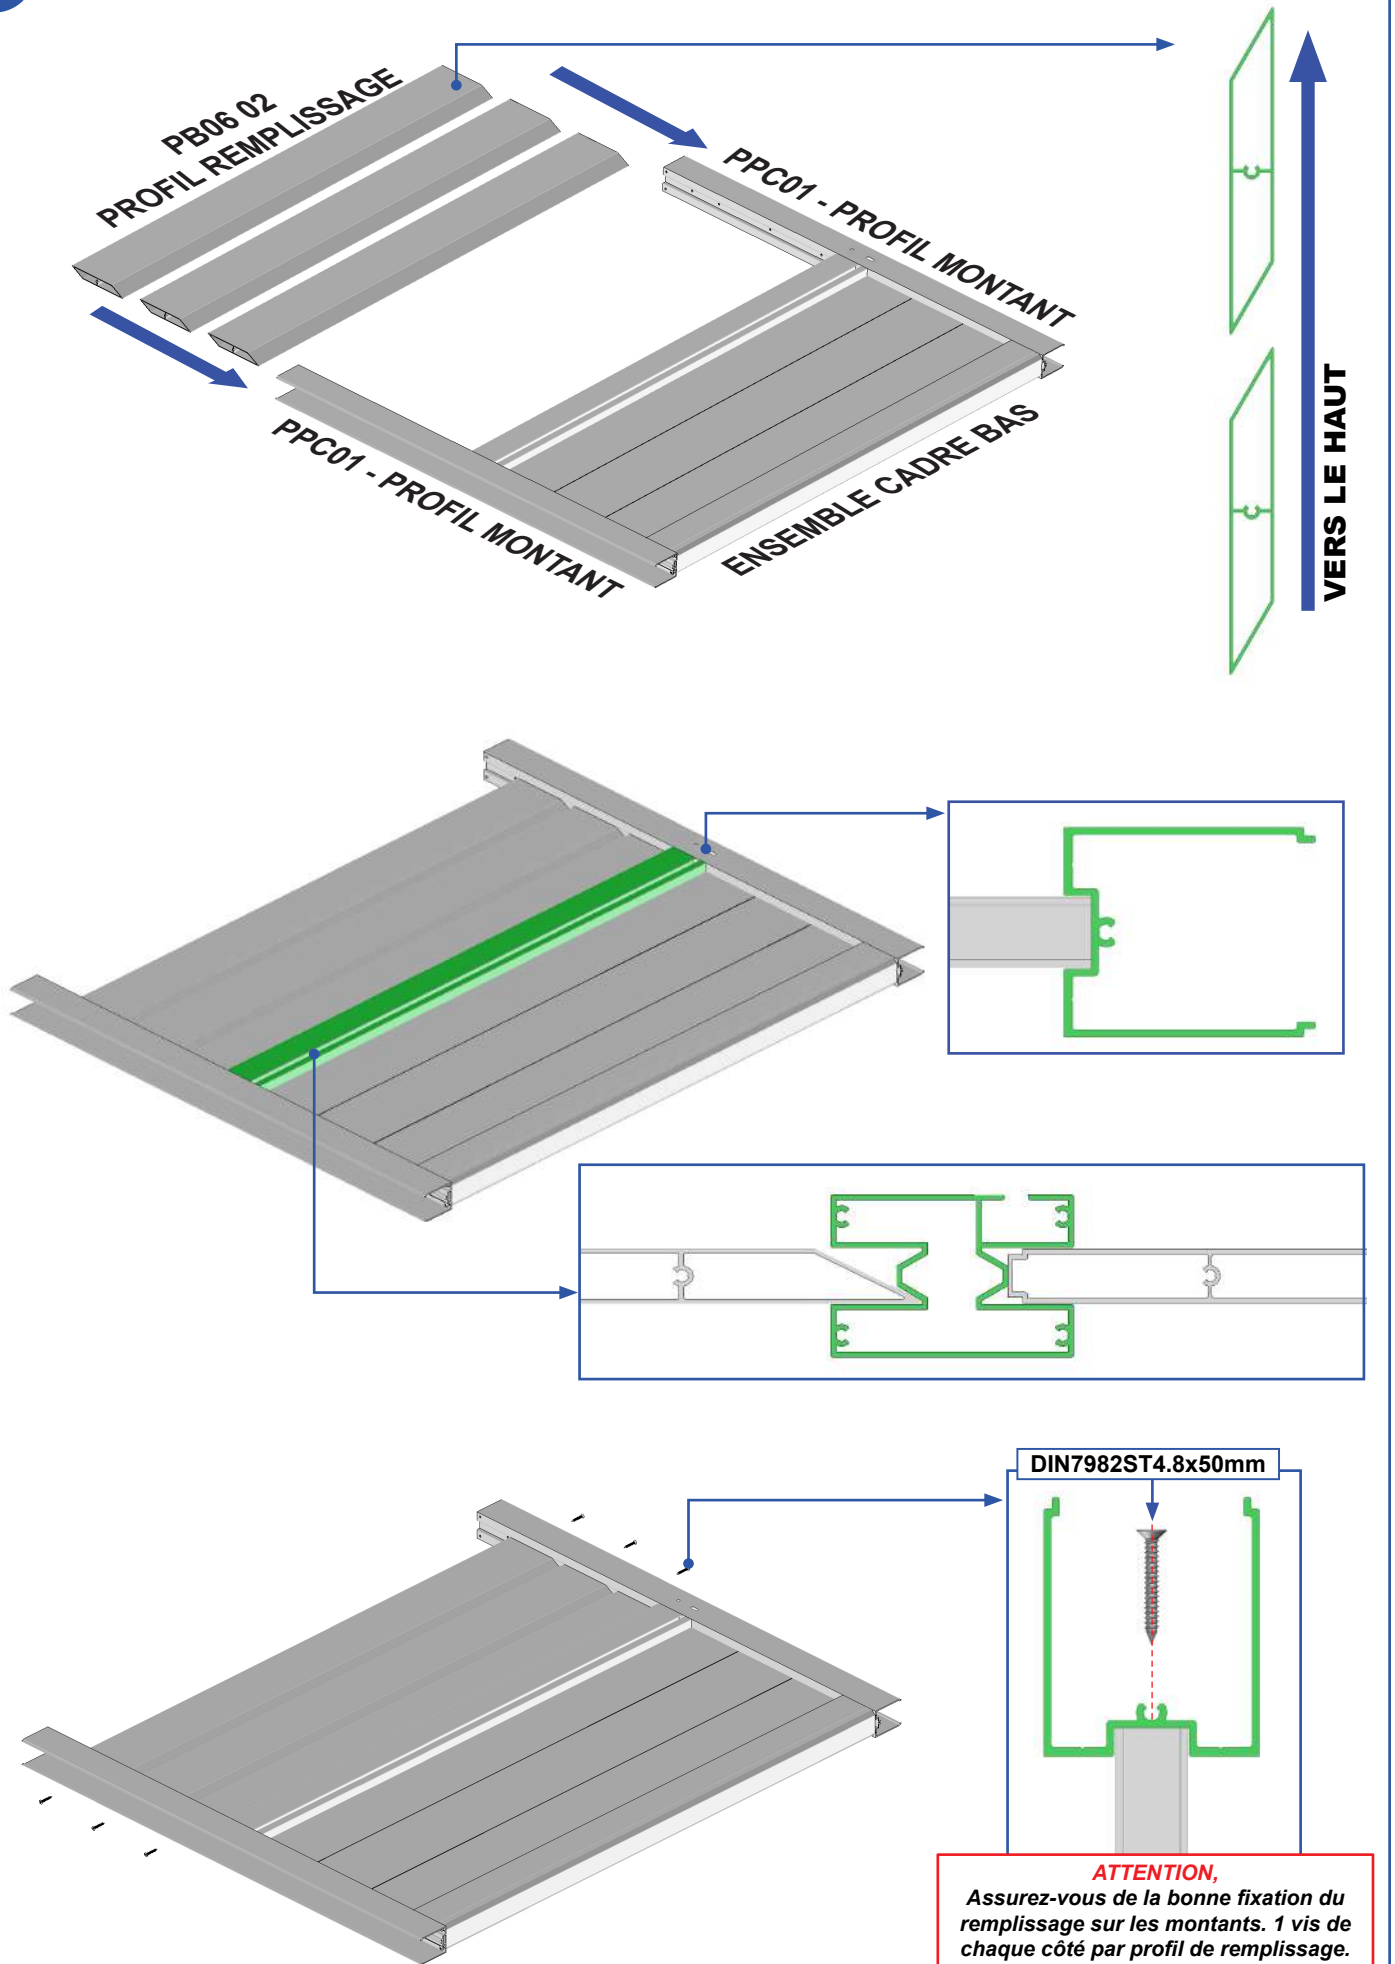 PB06 02
PROFIL REMPLISSAGE
PPC01 - PROFIL MONTANT
PPC01 - PROFIL MONTANT
ENSEMBLE CADRE BAS
VERS LE HAUT
DIN7982ST4.8x50mm
ATTENTION,
Assurez-vous de la bonne fixation du
remplissage sur les montants. 1 vis de
chaque côté par profil de remplissage.